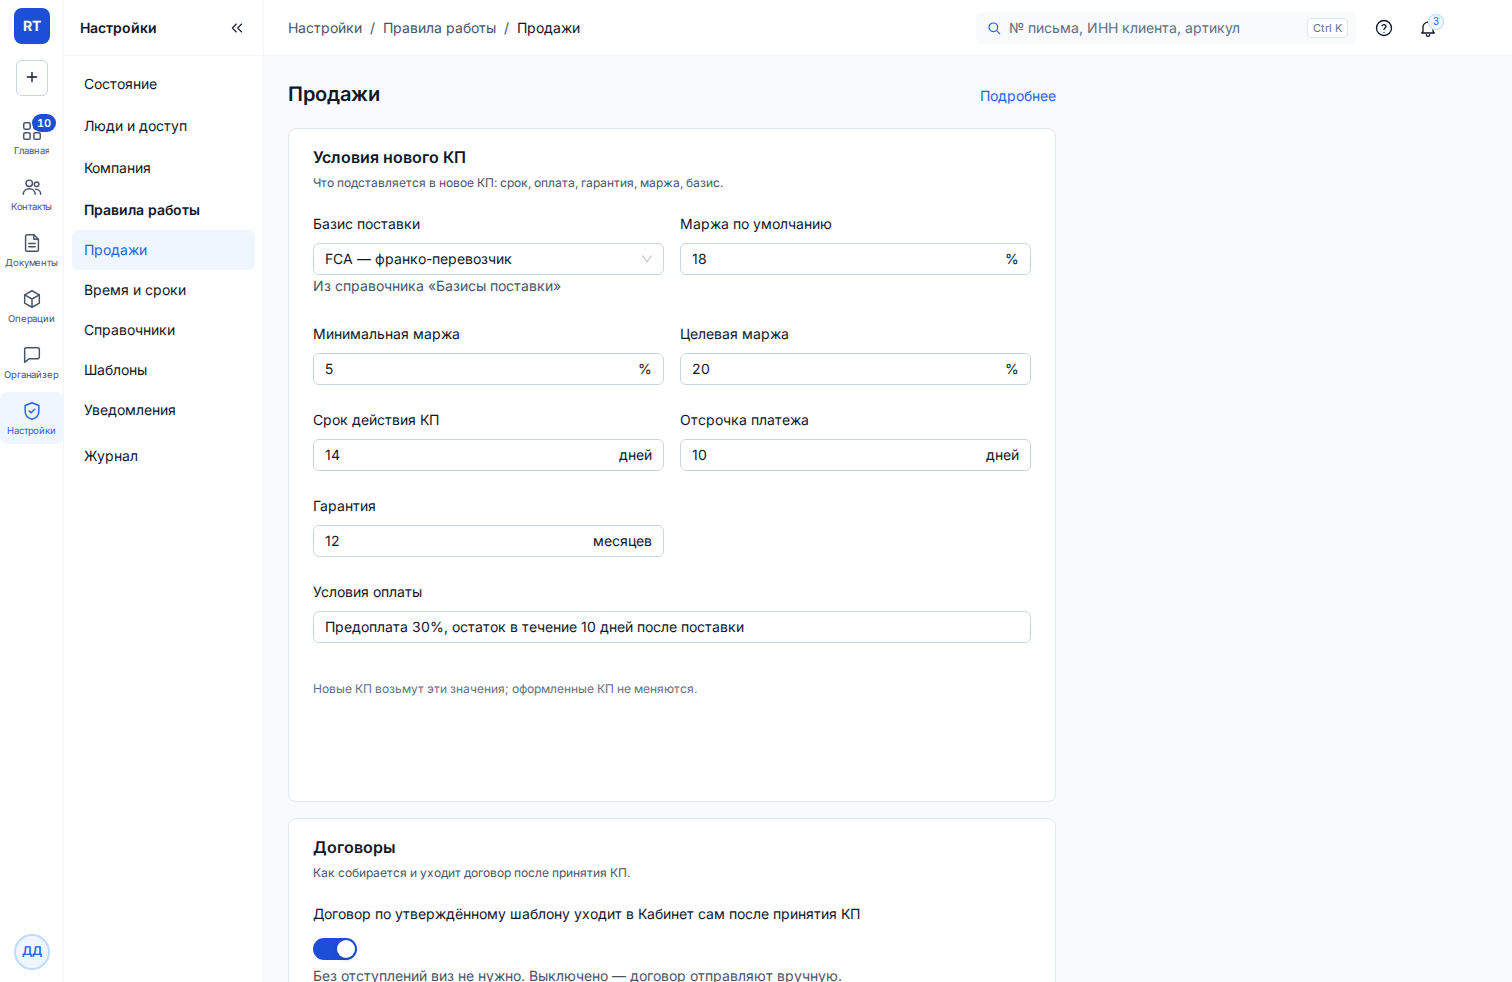 RT
Настройки
Настройки / Правила работы / Продажи
№ письма, ИНН клиента, артикул
Ctrl K
3
10
Главная
Контакты
Документы
Операции
Органайзер
Настройки
ДД
Состояние
Люди и доступ
Компания
Правила работы
Продажи
Время и сроки
Справочники
Шаблоны
Уведомления
Журнал
Продажи
Подробнее
Условия нового КП
Что подставляется в новое КП: срок, оплата, гарантия, маржа, базис.
Базис поставки
FCA — франко-перевозчик
Из справочника «Базисы поставки»
Маржа по умолчанию
18 %
Минимальная маржа
5 %
Целевая маржа
20 %
Срок действия КП
14 дней
Отсрочка платежа
10 дней
Гарантия
12 месяцев
Условия оплаты
Предоплата 30%, остаток в течение 10 дней после поставки
Новые КП возьмут эти значения; оформленные КП не меняются.
Договоры
Как собирается и уходит договор после принятия КП.
Договор по утверждённому шаблону уходит в Кабинет сам после принятия КП
Без отступлений виз не нужно. Выключено — договор отправляют вручную.